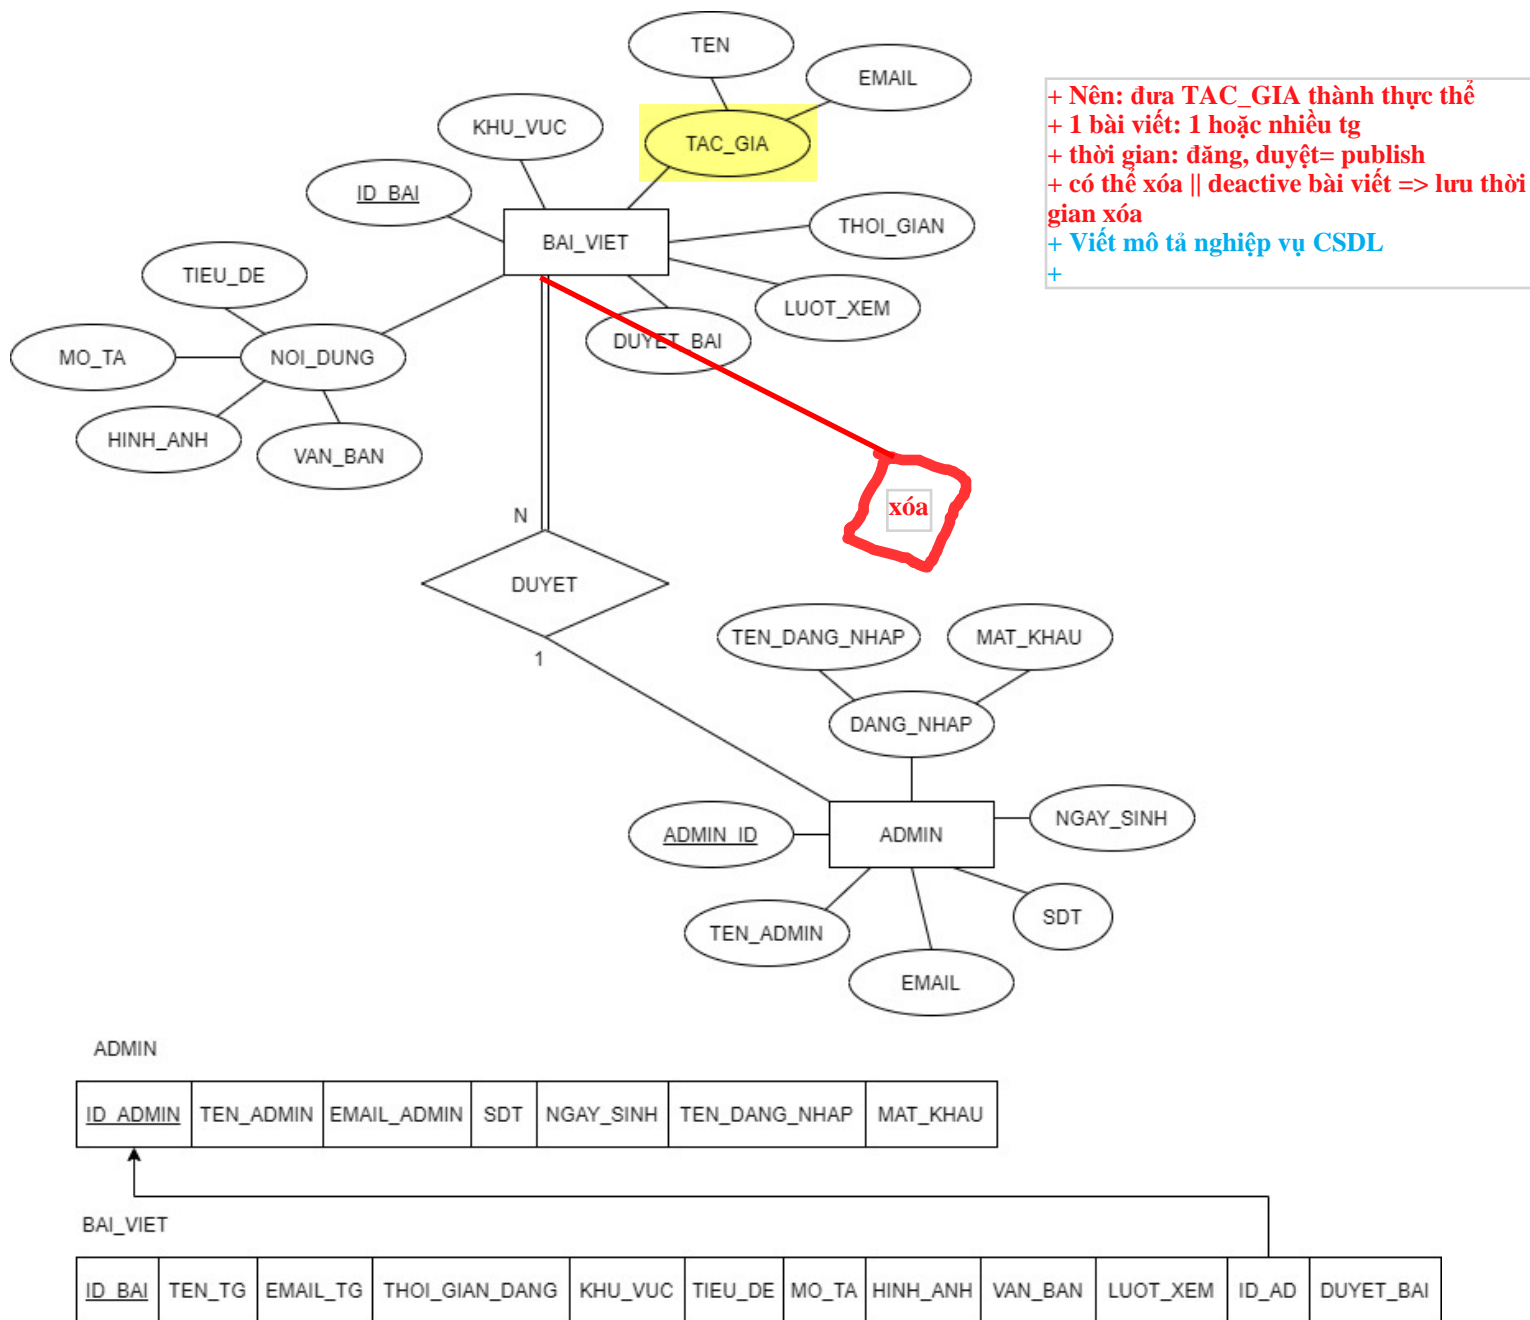 TEN
EMAIL
KHU_VUC
TAC_GIA
ID_BAI
BAI_VIET
THOI_GIAN
TIEU_DE
LUOT_XEM
DUYET_BAI
MO_TA
NOI_DUNG
HINH_ANH
VAN_BAN
+ Nên: đưa TAC_GIA thành thực thể
+ 1 bài viết: 1 hoặc nhiều tg
+ thời gian: đăng, duyệt= publish
+ có thể xóa || deactive bài viết => lưu thời
gian xóa
+ Viết mô tả nghiệp vụ CSDL
+
xóa
N
DUYET
1
TEN_DANG_NHAP
MAT_KHAU
DANG_NHAP
NGAY_SINH
ADMIN_ID
ADMIN
SDT
TEN_ADMIN
EMAIL
ADMIN
ID_ADMIN TEN_ADMIN EMAIL_ADMIN SDT NGAY_SINH TEN_DANG_NHAP MAT_KHAU
BAI_VIET
ID_BAI TEN_TG EMAIL_TG THOI_GIAN_DANG KHU_VUC TIEU_DE MO_TA HINH_ANH VAN_BAN LUOT_XEM ID_AD DUYET_BAI